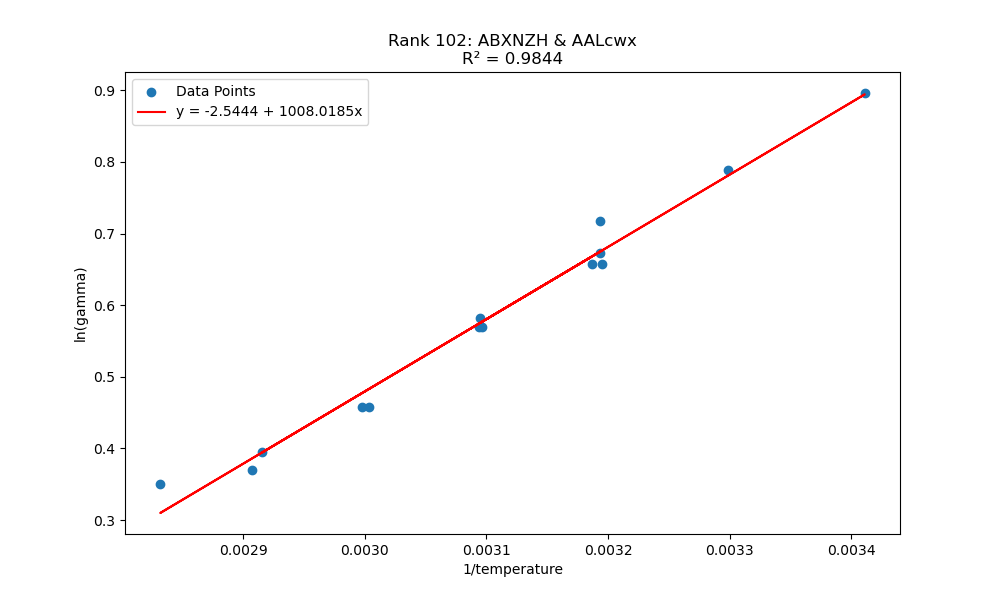 Rank 102: ABXNZH & AALcwx
R² = 0.9844
Data Points
y = -2.5444 + 1008.0185x
ln(gamma)
0.9
0.8
0.7
0.6
0.5
0.4
0.3
0.0029 0.0030 0.0031 0.0032 0.0033 0.0034
1/temperature